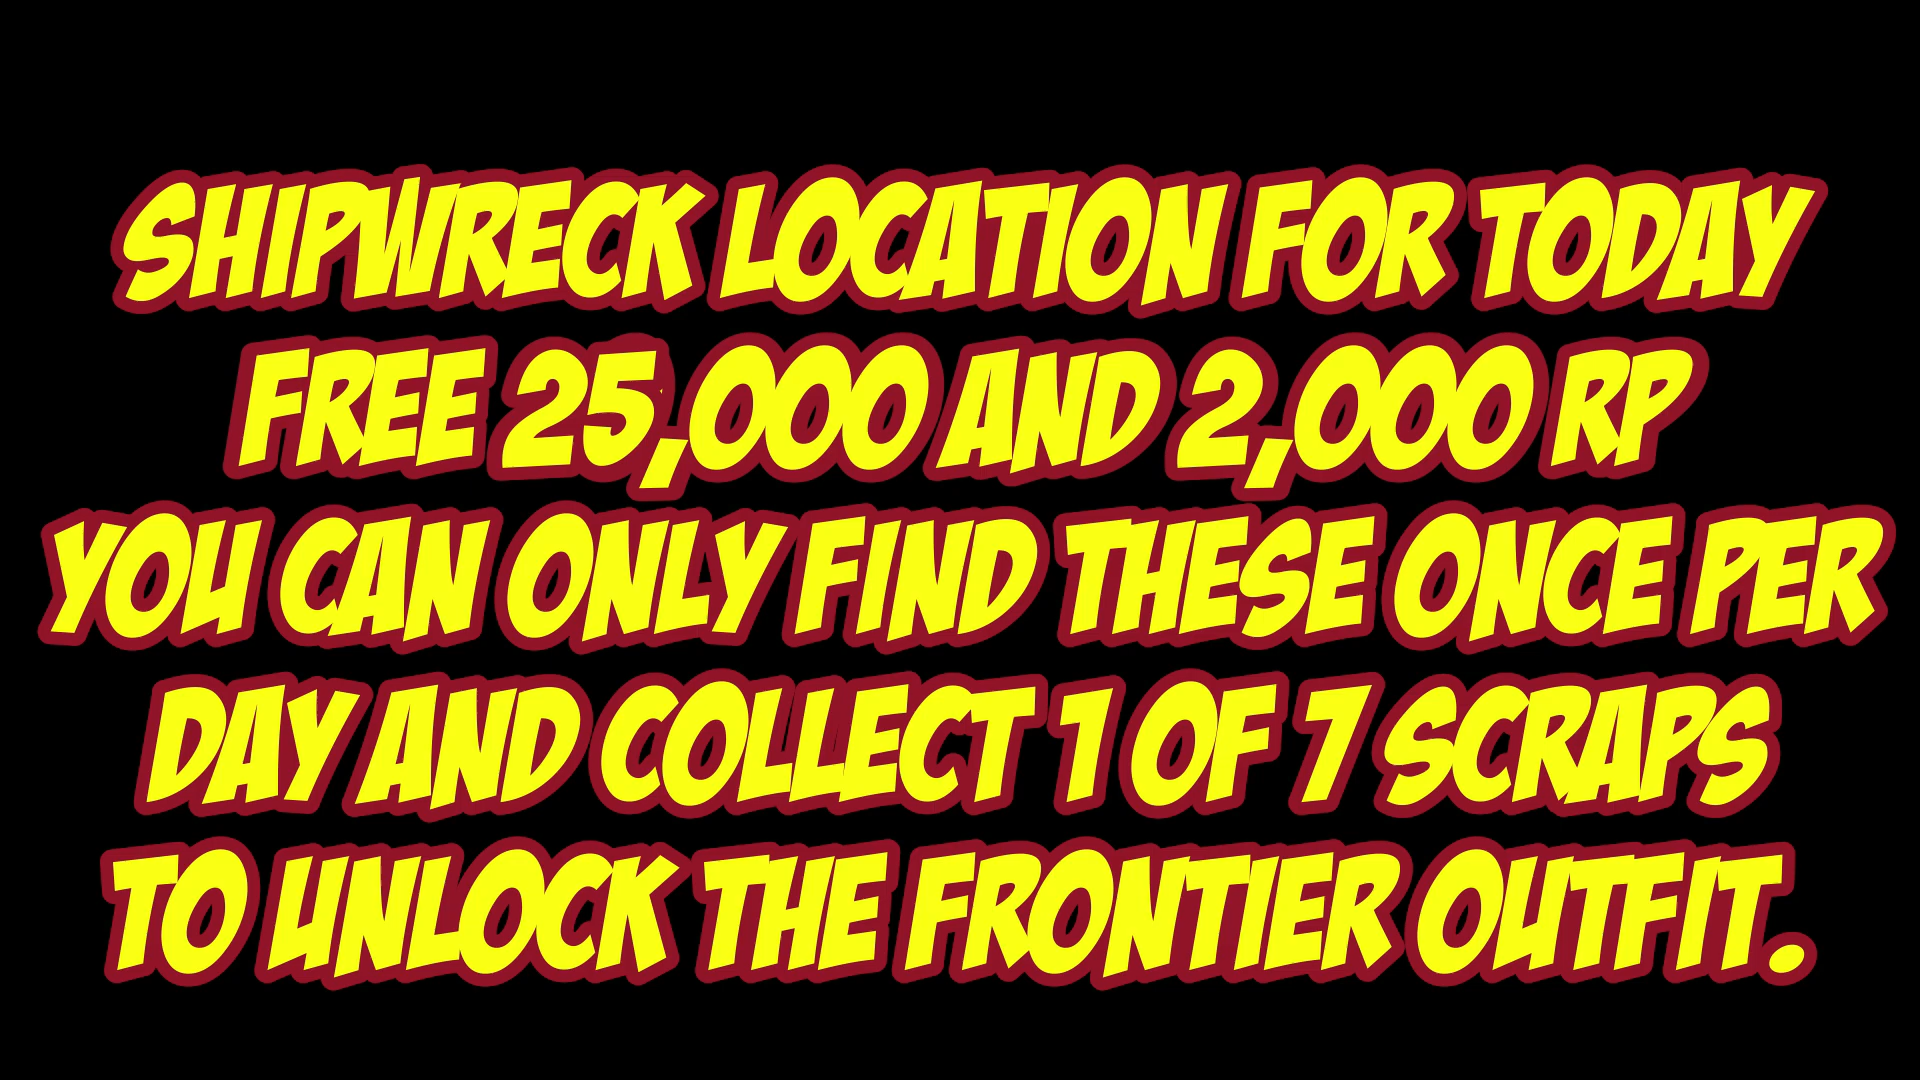 SHIPWRECK LOCATION FOR TODAY
FREE 25,000 AND 2,000 RP
YOU CAN ONLY FIND THESE ONCE PER
DAY AND COLLECT 1 OF 7 SCRAPS
TO UNLOCK THE FRONTIER OUTFIT.